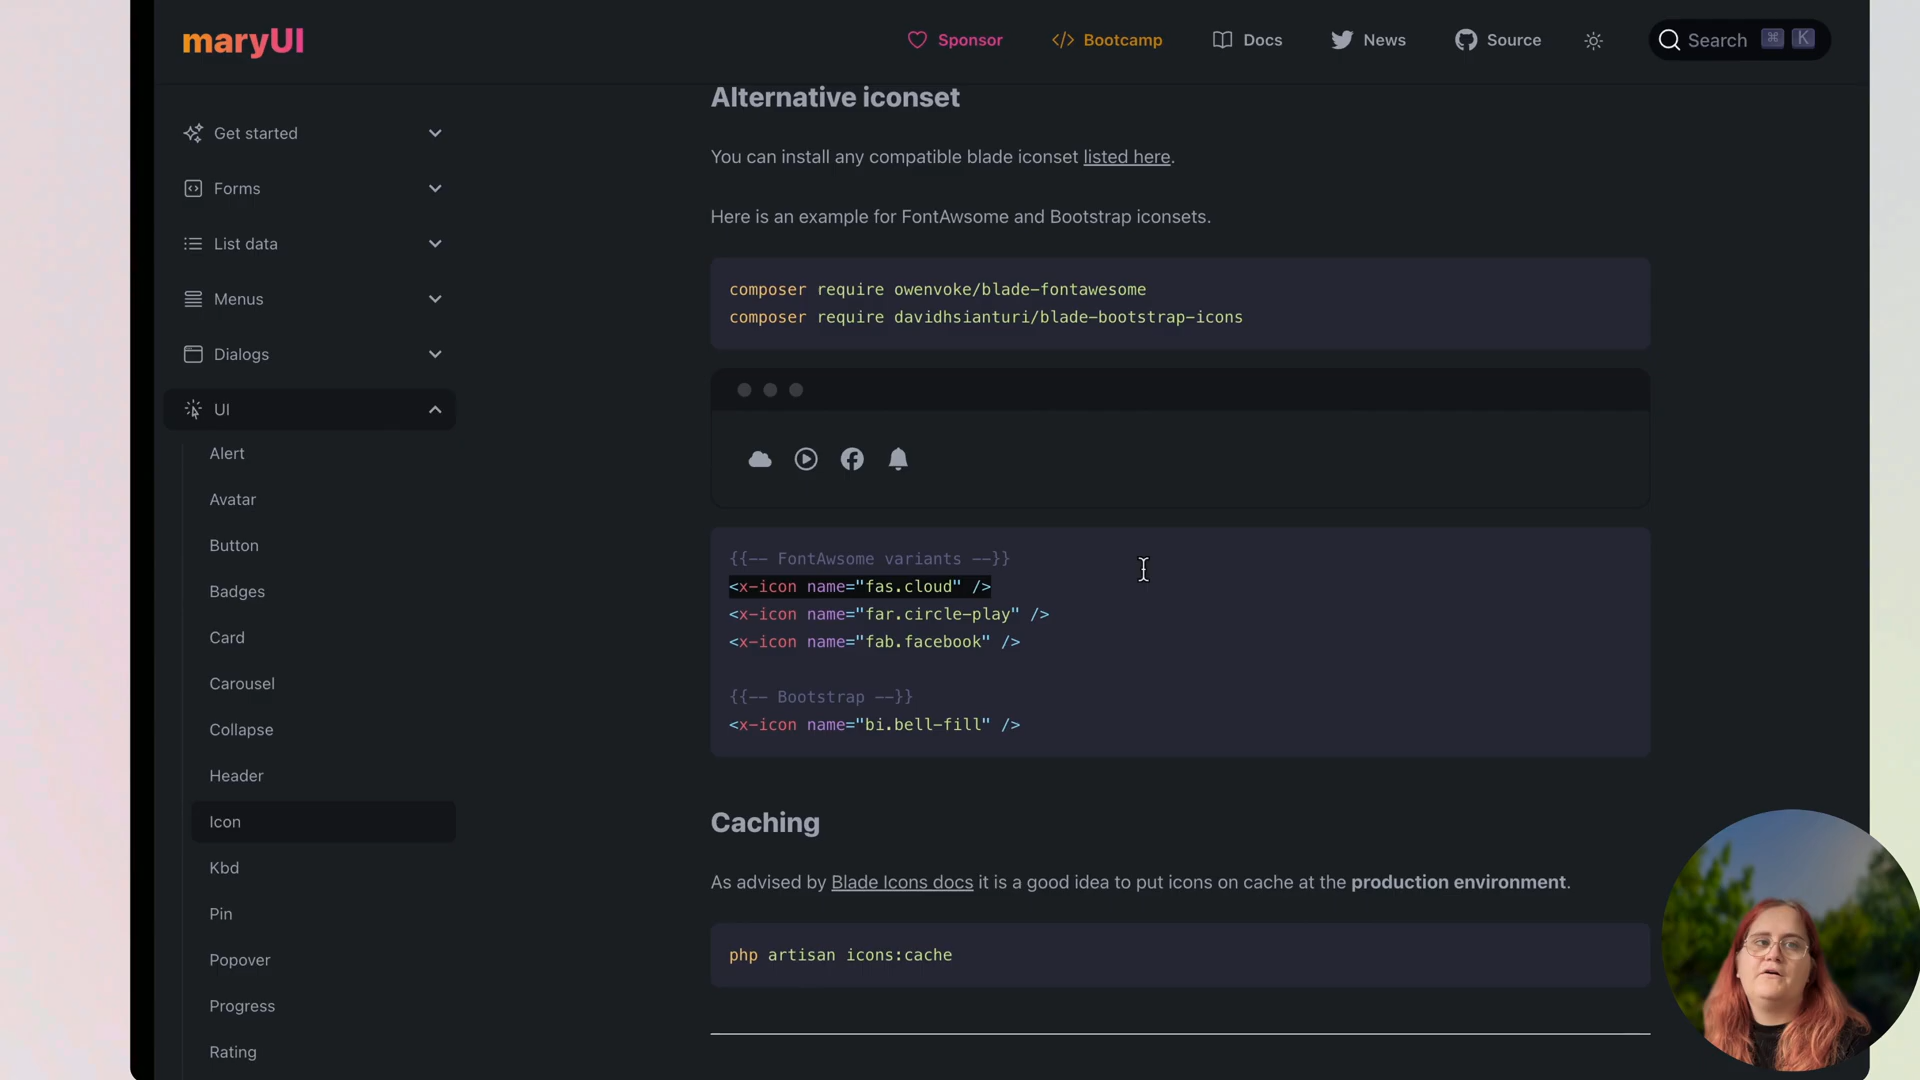 maryUI
Sponsor
Bootcamp
Docs
News
Source
Search ⌘ K
Get started
Forms
List data
Menus
Dialogs
UI
Alert
Avatar
Button
Badges
Card
Carousel
Collapse
Header
Icon
Kbd
Pin
Popover
Progress
Rating
Alternative iconset
You can install any compatible blade iconset listed here.
Here is an example for FontAwsome and Bootstrap iconsets.
composer require owenvoke/blade-fontawesome
composer require davidhsianturi/blade-bootstrap-icons
{{-- FontAwsome variants --}}
<x-icon name="fas.cloud" />
<x-icon name="far.circle-play" />
<x-icon name="fab.facebook" />
{{-- Bootstrap --}}
<x-icon name="bi.bell-fill" />
Caching
As advised by Blade Icons docs it is a good idea to put icons on cache at the production environment.
php artisan icons:cache